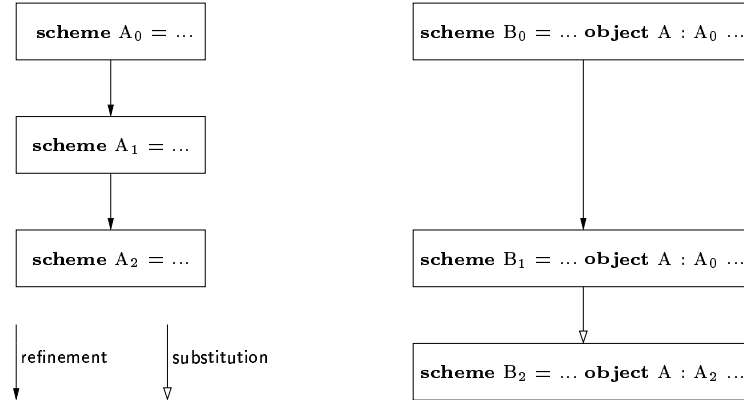 scheme A₀ = ...
scheme B₀ = ... object A : A₀ ...
scheme A₁ = ...
scheme A₂ = ...
scheme B₁ = ... object A : A₀ ...
refinement
substitution
scheme B₂ = ... object A : A₂ ...